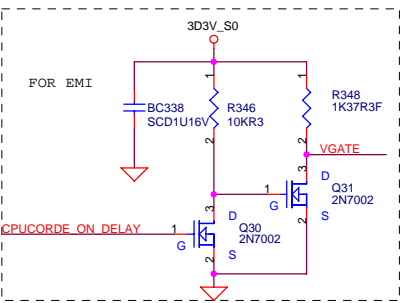 3D3V_S0
FOR EMI
1
1
BC338
SCD1U16V
R346
10KR3
R348
1K37R3F
2
2
VGATE
3
D
1
G
Q31
2N7002
2
S
3
D
CPUCORDE_ON_DELAY
1
G
Q30
2N7002
2
S